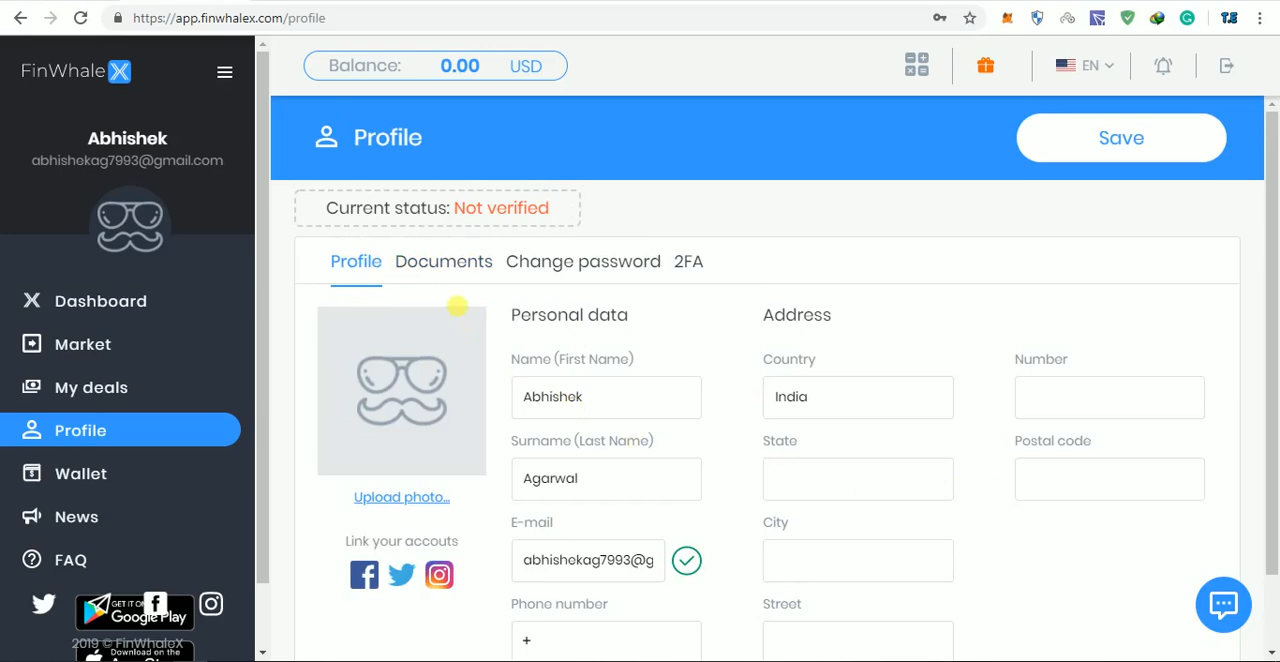 https://app.finwhalex.com/profile
T.E
FinWhale X
Balance: 0.00 USD
EN
Abhishek
abhishekag7993@gmail.com
Profile
Save
Current status: Not verified
Profile Documents Change password 2FA
Dashboard
Market
My deals
Profile
Wallet
News
FAQ
GET IT ON
Google Play
2019 © FinWhaleX
Download on the
Upload photo...
Link your accouts
Personal data
Name (First Name)
Abhishek
Surname (Last Name)
Agarwal
E-mail
abhishekag7993@g
Phone number
+
Address
Country
India
State
City
Street
Number
Postal code